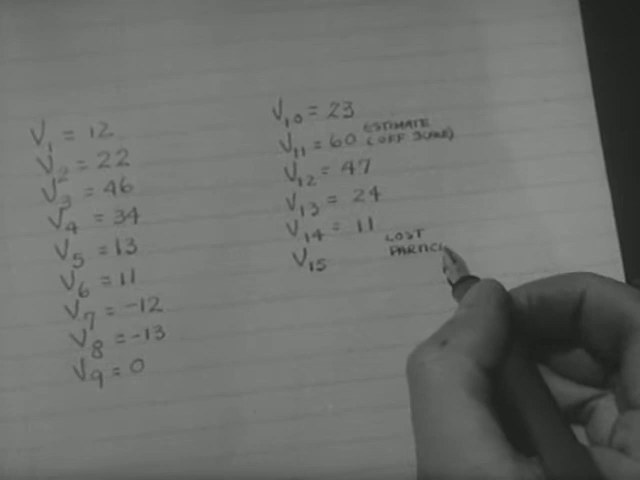 V1 = 12
V2 = 22
V3 = 46
V4 = 34
V5 = 13
V6 = 11
V7 = -12
V8 = -13
V9 = 0
V10 = 23
V11 = 60 ESTIMATE
(OFF SCALE)
V12 = 47
V13 = 24
V14 = 11
V15 LOST
PARTICL